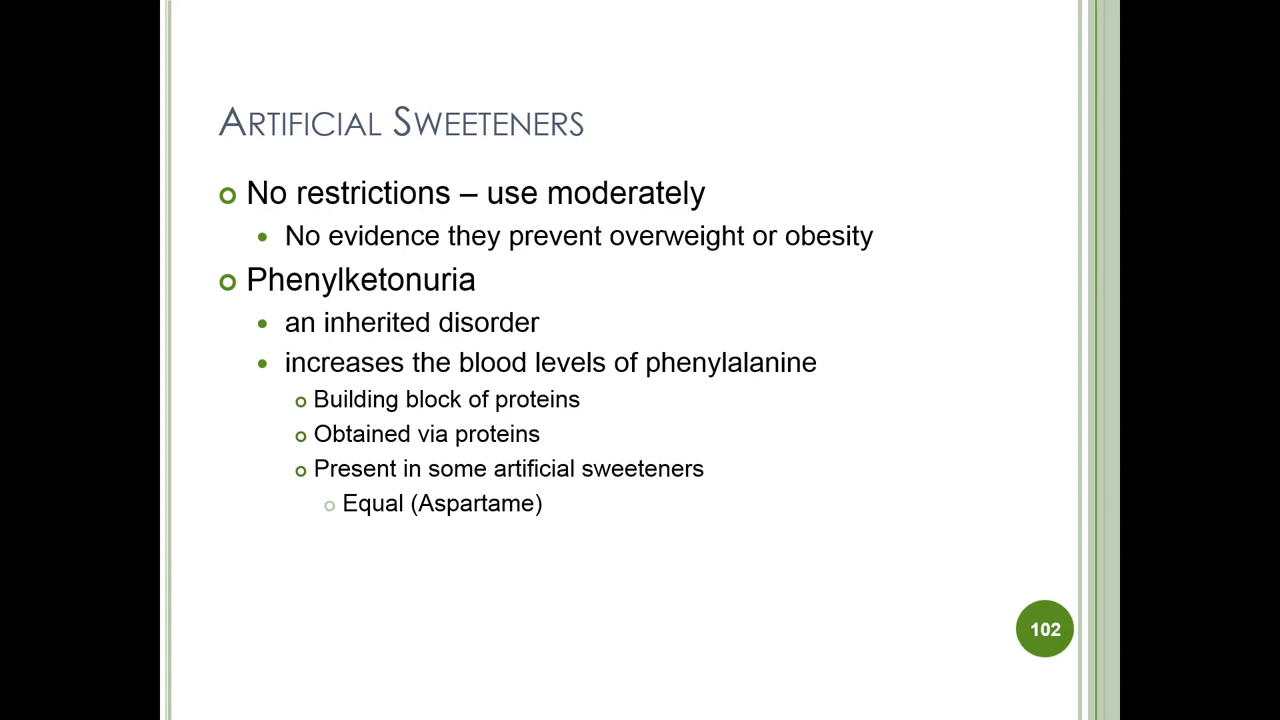 Artificial Sweeteners
No restrictions – use moderately
No evidence they prevent overweight or obesity
Phenylketonuria
an inherited disorder
increases the blood levels of phenylalanine
Building block of proteins
Obtained via proteins
Present in some artificial sweeteners
Equal (Aspartame)
102